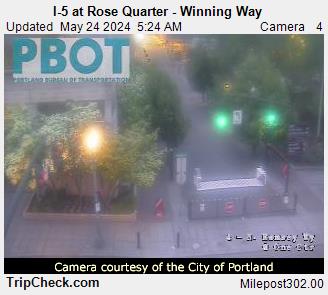 I-5 at Rose Quarter - Winning Way
Updated May 24 2024 5:24 AM Camera 4
PBOT
PORTLAND BUREAU OF TRANSPORTATION
Camera courtesy of the City of Portland
TripCheck.com Milepost302.00